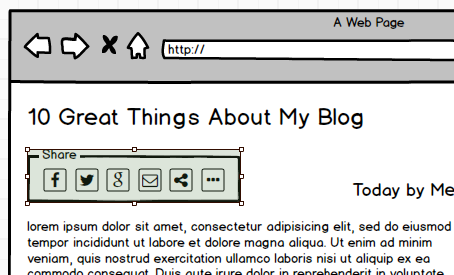 A Web Page
http://
10 Great Things About My Blog
Share
Today by Me
lorem ipsum dolor sit amet, consectetur adipisicing elit, sed do eiusmod
tempor incididunt ut labore et dolore magna aliqua. Ut enim ad minim
veniam, quis nostrud exercitation ullamco laboris nisi ut aliquip ex ea
commodo consequat. Duis aute irure dolor in reprehenderit in voluptate